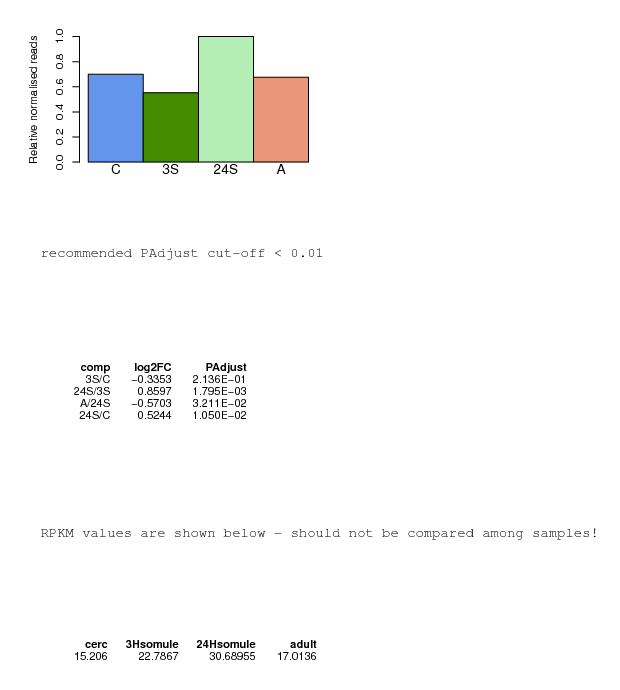 Relative normalised reads
1.0
0.8
0.6
0.4
0.2
0.0
C 3S 24S A
recommended PAdjust cut-off < 0.01
comp log2FC PAdjust
3S/C −0.3353 2.136E−01
24S/3S 0.8597 1.795E−03
A/24S −0.5703 3.211E−02
24S/C 0.5244 1.050E−02
RPKM values are shown below - should not be compared among samples!
cerc 3Hsomule 24Hsomule adult
15.206 22.7867 30.68955 17.0136